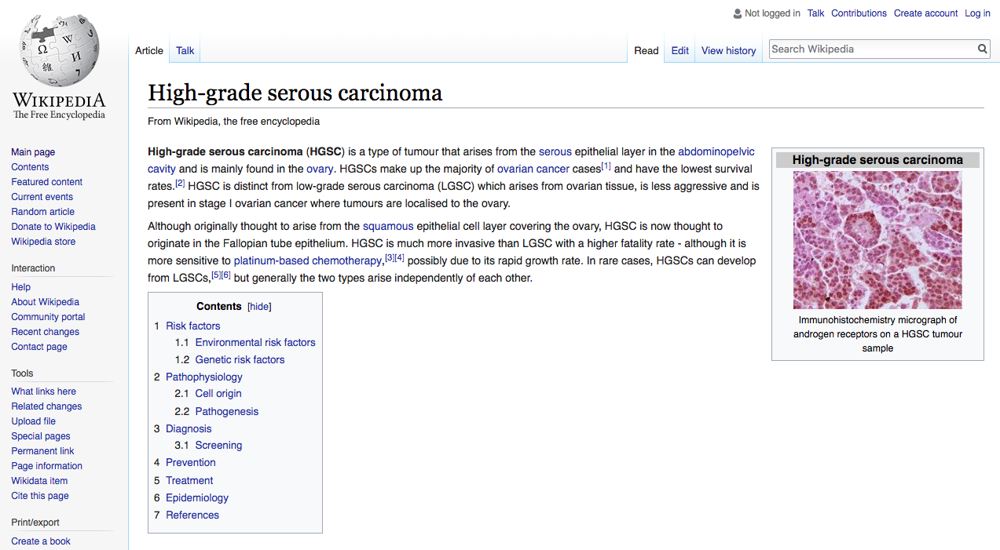 Not logged in Talk Contributions Create account Log in
Article Talk Read Edit View history Search Wikipedia
WIKIPEDIA
The Free Encyclopedia
Main page
Contents
Featured content
Current events
Random article
Donate to Wikipedia
Wikipedia store
Interaction
Help
About Wikipedia
Community portal
Recent changes
Contact page
Tools
What links here
Related changes
Upload file
Special pages
Permanent link
Page information
Wikidata item
Cite this page
Print/export
Create a book
High-grade serous carcinoma
From Wikipedia, the free encyclopedia
High-grade serous carcinoma (HGSC) is a type of tumour that arises from the serous epithelial layer in the abdominopelvic
cavity and is mainly found in the ovary. HGSCs make up the majority of ovarian cancer cases[1] and have the lowest survival
rates.[2] HGSC is distinct from low-grade serous carcinoma (LGSC) which arises from ovarian tissue, is less aggressive and is
present in stage I ovarian cancer where tumours are localised to the ovary.
Although originally thought to arise from the squamous epithelial cell layer covering the ovary, HGSC is now thought to
originate in the Fallopian tube epithelium. HGSC is much more invasive than LGSC with a higher fatality rate - although it is
more sensitive to platinum-based chemotherapy,[3][4] possibly due to its rapid growth rate. In rare cases, HGSCs can develop
from LGSCs,[5][6] but generally the two types arise independently of each other.
High-grade serous carcinoma
Immunohistochemistry micrograph of
androgen receptors on a HGSC tumour
sample
Contents [hide]
1 Risk factors
1.1 Environmental risk factors
1.2 Genetic risk factors
2 Pathophysiology
2.1 Cell origin
2.2 Pathogenesis
3 Diagnosis
3.1 Screening
4 Prevention
5 Treatment
6 Epidemiology
7 References